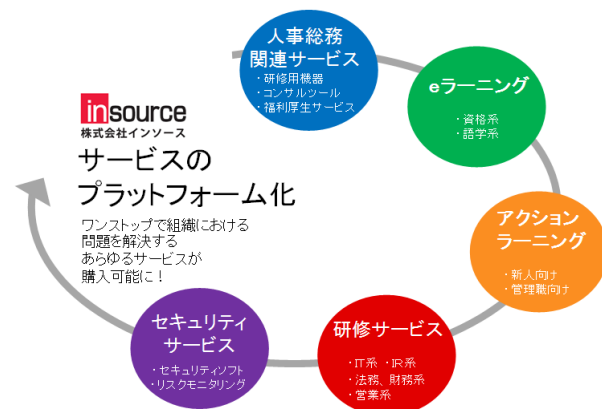 insource
株式会社インソース
サービスの
プラットフォーム化
ワンストップで組織における
問題を解決する
あらゆるサービスが
購入可能に！
人事総務
関連サービス
・研修用機器
・コンサルツール
・福利厚生サービス
eラーニング
・資格系
・語学系
アクション
ラーニング
・新人向け
・管理職向け
研修サービス
・IT系 ・IR系
・法務、財務系
・営業系
セキュリティ
サービス
・セキュリティソフト
・リスクモニタリング